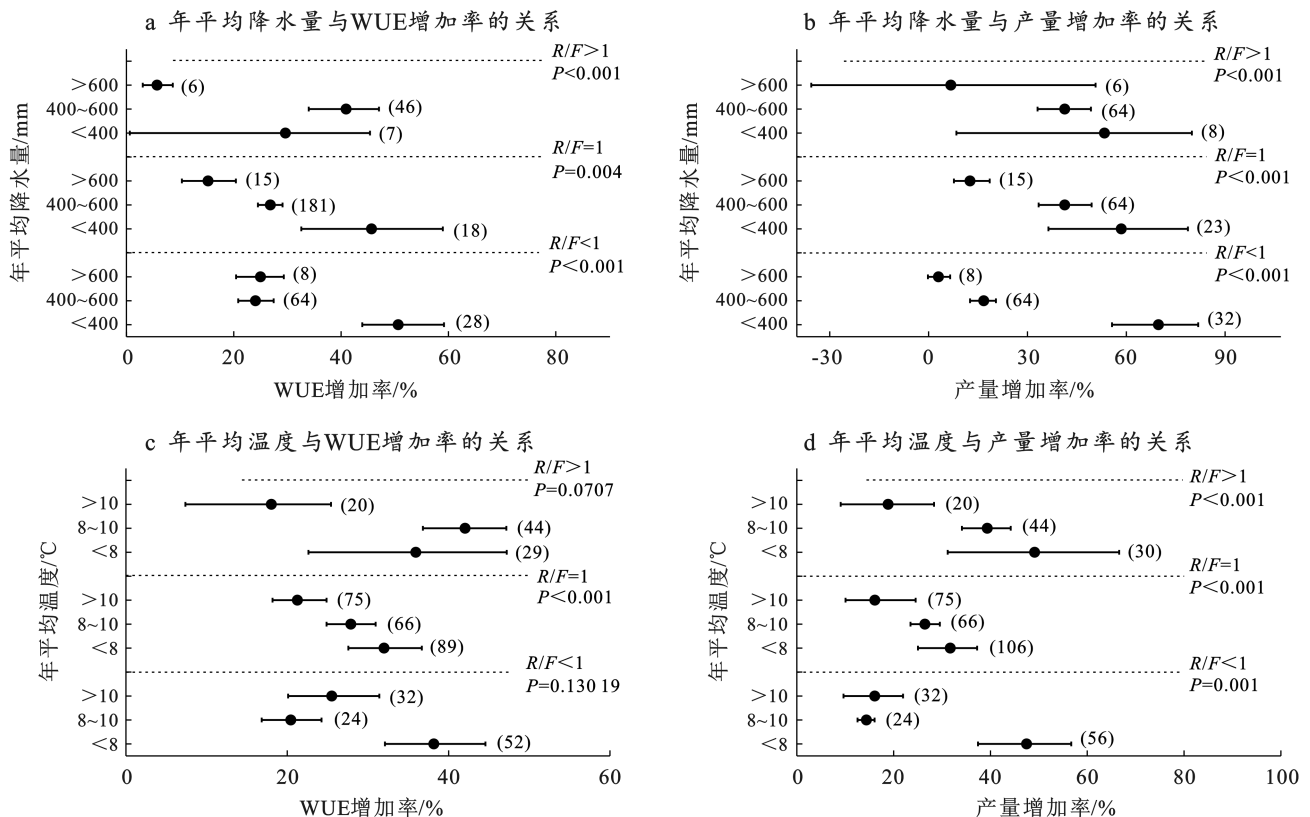 a 年平均降水量与WUE增加率的关系
R/F>1
P<0.001
>600
(6)
400~600
(46)
<400
(7)
R/F=1
P=0.004
>600
(15)
400~600
(181)
<400
(18)
R/F<1
P<0.001
>600
(8)
400~600
(64)
<400
(28)
0 20 40 60 80
WUE增加率/%
年平均降水量/mm
b 年平均降水量与产量增加率的关系
R/F>1
P<0.001
>600
(6)
400~600
(64)
<400
(8)
R/F=1
P<0.001
>600
(15)
400~600
(64)
<400
(23)
R/F<1
P<0.001
>600
(8)
400~600
(64)
<400
(32)
-30 0 30 60 90
产量增加率/%
年平均降水量/mm
c 年平均温度与WUE增加率的关系
R/F>1
P=0.0707
>10
(20)
8~10
(44)
<8
(29)
R/F=1
P<0.001
>10
(75)
8~10
(66)
<8
(89)
R/F<1
P=0.130 19
>10
(32)
8~10
(24)
<8
(52)
0 20 40 60
WUE增加率/%
年平均温度/℃
d 年平均温度与产量增加率的关系
R/F>1
P<0.001
>10
(20)
8~10
(44)
<8
(30)
R/F=1
P<0.001
>10
(75)
8~10
(66)
<8
(106)
R/F<1
P=0.001
>10
(32)
8~10
(24)
<8
(56)
0 20 40 60 80 100
产量增加率/%
年平均温度/℃